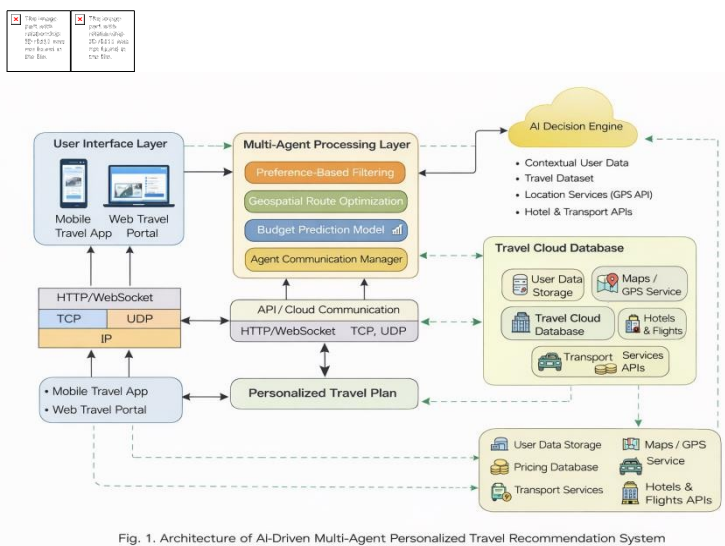 The image part with relationship ID rId11 was not found in the file.
The image part with relationship ID rId11 was not found in the file.
User Interface Layer
Mobile Travel App
Web Travel Portal
Multi-Agent Processing Layer
Preference-Based Filtering
Geospatial Route Optimization
Budget Prediction Model
Agent Communication Manager
AI Decision Engine
• Contextual User Data
• Travel Dataset
• Location Services (GPS API)
• Hotel & Transport APIs
HTTP/WebSocket
TCP UDP
IP
API / Cloud Communication
HTTP/WebSocket TCP, UDP
Travel Cloud Database
User Data Storage
Maps / GPS Service
Travel Cloud Database
Hotels & Flights
Transport Services APIs
• Mobile Travel App
• Web Travel Portal
Personalized Travel Plan
User Data Storage
Maps / GPS Service
Pricing Database
Transport Services
Hotels & Flights APIs
Fig. 1. Architecture of AI-Driven Multi-Agent Personalized Travel Recommendation System